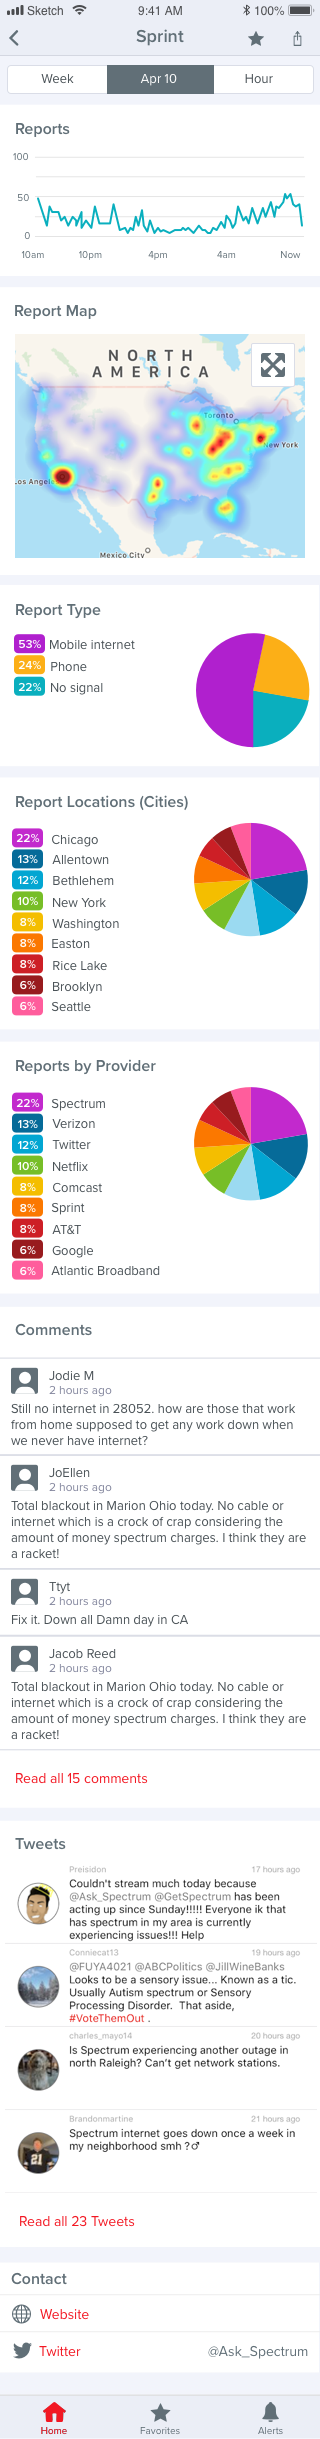 Sketch 9:41 AM 100%
Sprint
Week Apr 10 Hour
Reports
100
50
0
10am 10pm 4pm 4am Now
Report Map
NORTH
AMERICA
Toronto
New York
Los Angeles
Mexico City
Report Type
53% Mobile internet
24% Phone
22% No signal
Report Locations (Cities)
22% Chicago
13% Allentown
12% Bethlehem
10% New York
8% Washington
8% Easton
8% Rice Lake
6% Brooklyn
6% Seattle
Reports by Provider
22% Spectrum
13% Verizon
12% Twitter
10% Netflix
8% Comcast
8% Sprint
8% AT&T
6% Google
6% Atlantic Broadband
Comments
Jodie M
2 hours ago
Still no internet in 28052. how are those that work
from home supposed to get any work down when
we never have internet?
JoEllen
2 hours ago
Total blackout in Marion Ohio today. No cable or
internet which is a crock of crap considering the
amount of money spectrum charges. I think they are
a racket!
Ttyt
2 hours ago
Fix it. Down all Damn day in CA
Jacob Reed
2 hours ago
Total blackout in Marion Ohio today. No cable or
internet which is a crock of crap considering the
amount of money spectrum charges. I think they are
a racket!
Read all 15 comments
Tweets
Preisidon 17 hours ago
Couldn't stream much today because
@Ask_Spectrum @GetSpectrum has been
acting up since Sunday!!!!! Everyone ik that
has spectrum in my area is currently
experiencing issues!!! Help
Conniecat13 19 hours ago
@FUYA4021 @ABCPolitics @JillWineBanks
Looks to be a sensory issue... Known as a tic.
Usually Autism spectrum or Sensory
Processing Disorder. That aside,
#VoteThemOut .
charles_mayo14 20 hours ago
Is Spectrum experiencing another outage in
north Raleigh? Can't get network stations.
Brandonmartine 21 hours ago
Spectrum internet goes down once a week in
my neighborhood smh ?♂
Read all 23 Tweets
Contact
Website
Twitter @Ask_Spectrum
Home Favorites Alerts